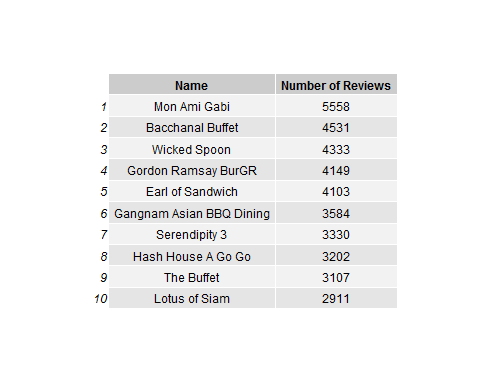 Name Number of Reviews
1 Mon Ami Gabi 5558
2 Bacchanal Buffet 4531
3 Wicked Spoon 4333
4 Gordon Ramsay BurGR 4149
5 Earl of Sandwich 4103
6 Gangnam Asian BBQ Dining 3584
7 Serendipity 3 3330
8 Hash House A Go Go 3202
9 The Buffet 3107
10 Lotus of Siam 2911